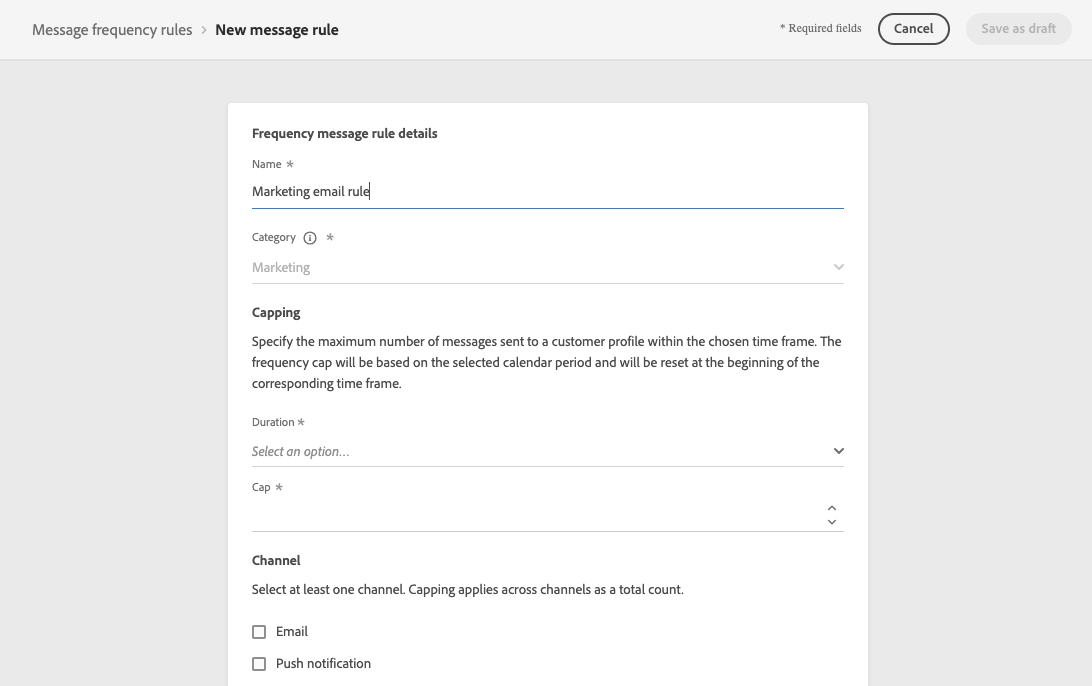 Message frequency rules › New message rule
* Required fields
Cancel
Save as draft
Frequency message rule details
Name *
Marketing email rule
Category *
Marketing
Capping
Specify the maximum number of messages sent to a customer profile within the chosen time frame. The
frequency cap will be based on the selected calendar period and will be reset at the beginning of the
corresponding time frame.
Duration *
Select an option...
Cap *
Channel
Select at least one channel. Capping applies across channels as a total count.
Email
Push notification